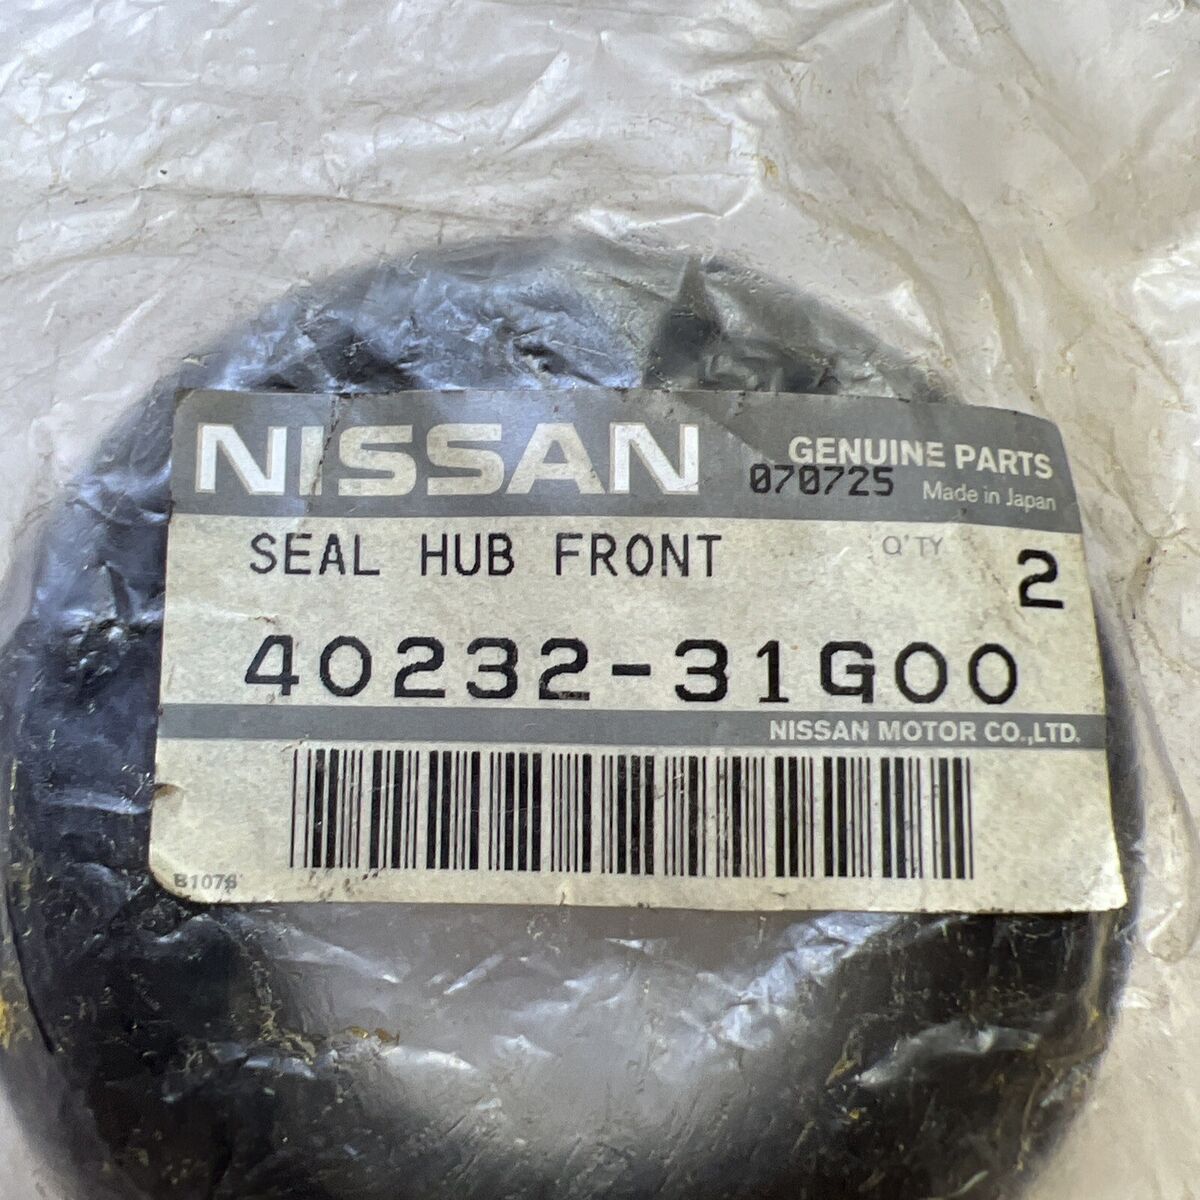 NISSAN
GENUINE PARTS
070725 Made in Japan
SEAL HUB FRONT
Q'TY 2
40232-31G00
NISSAN MOTOR CO.,LTD.
B1076